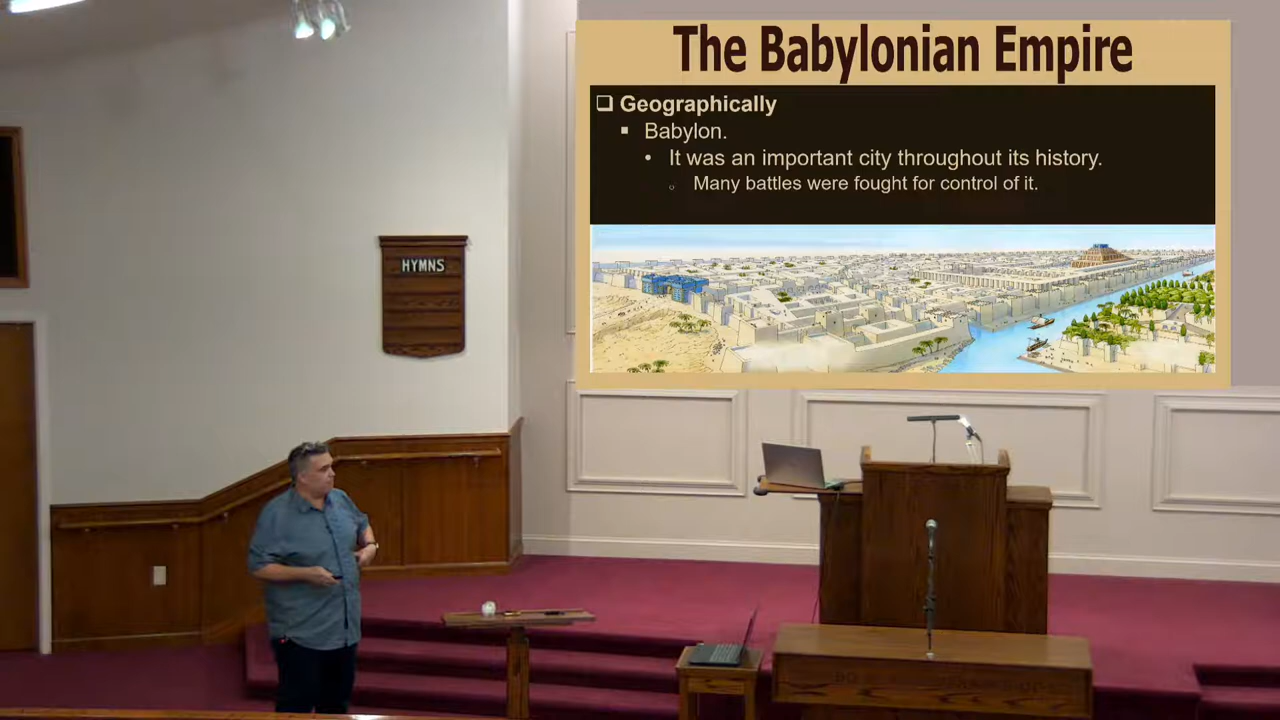 The Babylonian Empire
❑ Geographically
▪ Babylon.
• It was an important city throughout its history.
○ Many battles were fought for control of it.
HYMNS